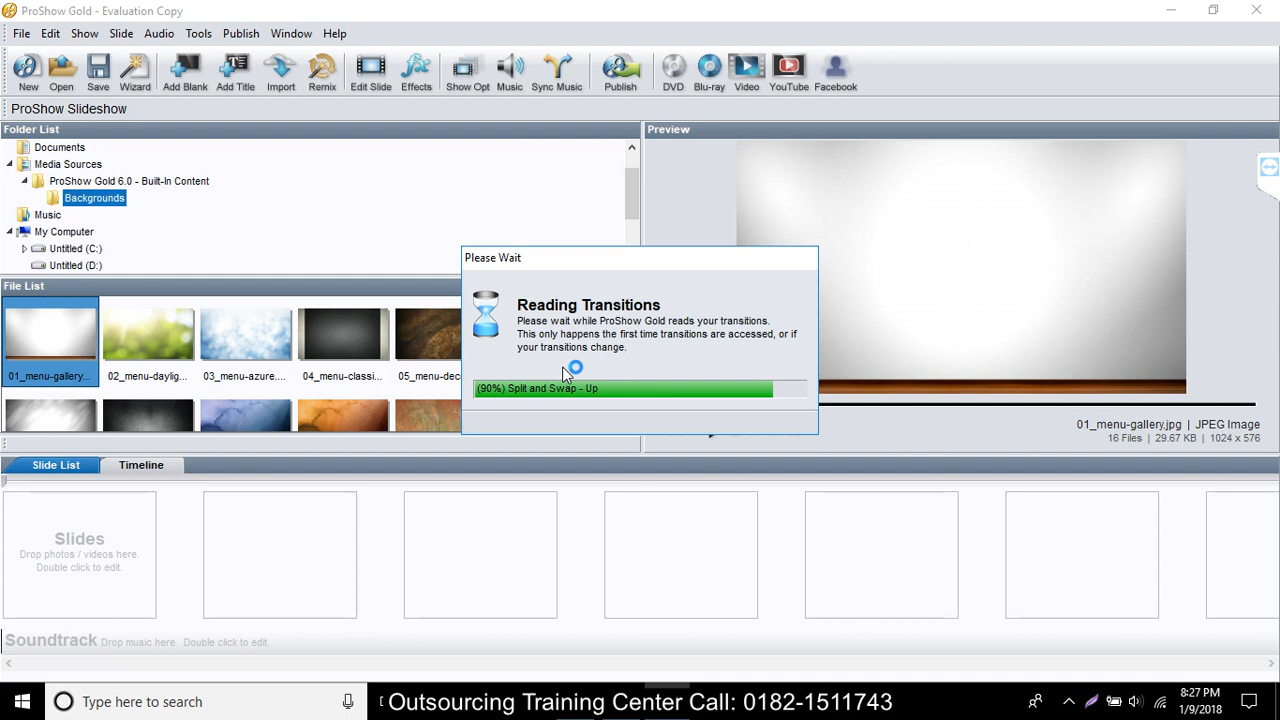 ProShow Gold - Evaluation Copy
File Edit Show Slide Audio Tools Publish Window Help
New Open Save Wizard Add Blank Add Title Import Remix Edit Slide Effects Show Opt Music Sync Music Publish DVD Blu-ray Video YouTube Facebook
ProShow Slideshow
Folder List
Documents
Media Sources
ProShow Gold 6.0 - Built-In Content
Backgrounds
Music
My Computer
Untitled (C:)
Untitled (D:)
File List
01_menu-gallery... 02_menu-daylig... 03_menu-azure.... 04_menu-classi... 05_menu-dec
Preview
01_menu-gallery.jpg | JPEG Image
16 Files | 29.67 KB | 1024 x 576
Please Wait
Reading Transitions
Please wait while ProShow Gold reads your transitions.
This only happens the first time transitions are accessed, or if
your transitions change.
(90%) Split and Swap - Up
Slide List Timeline
Slides
Drop photos / videos here.
Double click to edit.
Soundtrack Drop music here. Double click to edit.
Type here to search
[ Outsourcing Training Center Call: 0182-1511743
8:27 PM
1/9/2018